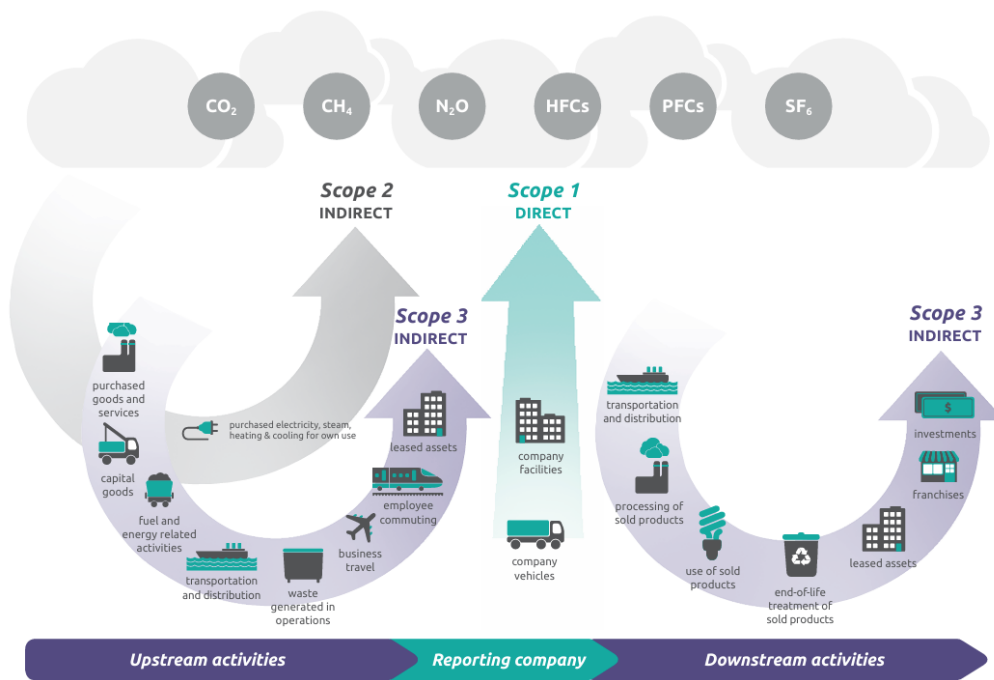 CO₂
CH₄
N₂O
HFCs
PFCs
SF₆
Scope 2
INDIRECT
Scope 1
DIRECT
Scope 3
INDIRECT
Scope 3
INDIRECT
purchased
goods and
services
capital
goods
fuel and
energy related
activities
transportation
and distribution
waste
generated in
operations
business
travel
employee
commuting
leased assets
purchased electricity, steam,
heating & cooling for own use
company
facilities
company
vehicles
transportation
and distribution
processing of
sold products
use of sold
products
end-of-life
treatment of
sold products
leased assets
franchises
$
investments
Upstream activities
Reporting company
Downstream activities